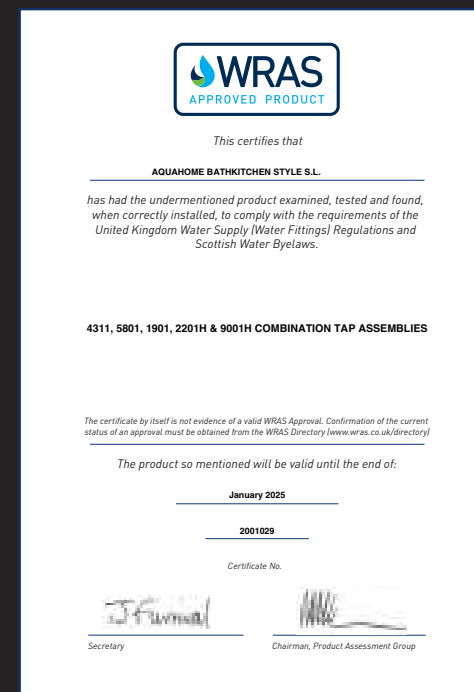 WRAS
APPROVED PRODUCT
This certifies that
AQUAHOME BATHKITCHEN STYLE S.L.
has had the undermentioned product examined, tested and found,
when correctly installed, to comply with the requirements of the
United Kingdom Water Supply (Water Fittings) Regulations and
Scottish Water Byelaws.
4311, 5801, 1901, 2201H & 9001H COMBINATION TAP ASSEMBLIES
The certificate by itself is not evidence of a valid WRAS Approval. Confirmation of the current
status of an approval must be obtained from the WRAS Directory (www.wras.co.uk/directory)
The product so mentioned will be valid until the end of:
January 2025
2001029
Certificate No.
Secretary
Chairman, Product Assessment Group